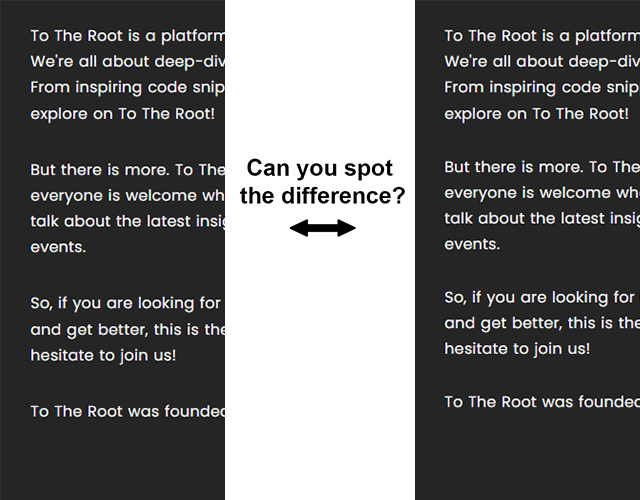 To The Root is a platform
We're all about deep-div
From inspiring code snip
explore on To The Root!
But there is more. To The
everyone is welcome wh
talk about the latest insig
events.
So, if you are looking for
and get better, this is the
hesitate to join us!
To The Root was founded
Can you spot
the difference?
To The Root is a platform
We're all about deep-div
From inspiring code snip
explore on To The Root!
But there is more. To The
everyone is welcome wh
talk about the latest insig
events.
So, if you are looking for
and get better, this is the
hesitate to join us!
To The Root was founded